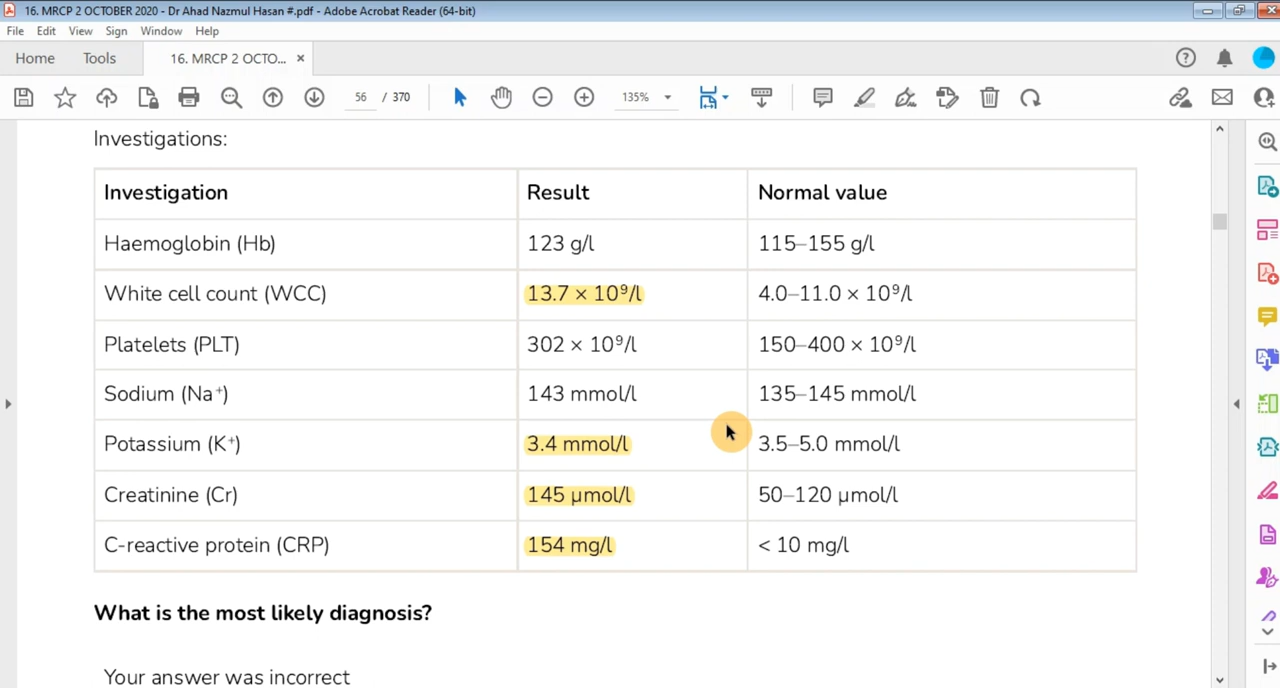 16. MRCP 2 OCTOBER 2020 - Dr Ahad Nazmul Hasan #.pdf - Adobe Acrobat Reader (64-bit)
File Edit View Sign Window Help
Home Tools 16. MRCP 2 OCTO... ×
56 / 370 135%
Investigations:
Investigation Result Normal value
Haemoglobin (Hb) 123 g/l 115–155 g/l
White cell count (WCC) 13.7 × 10⁹/l 4.0–11.0 × 10⁹/l
Platelets (PLT) 302 × 10⁹/l 150–400 × 10⁹/l
Sodium (Na⁺) 143 mmol/l 135–145 mmol/l
Potassium (K⁺) 3.4 mmol/l 3.5–5.0 mmol/l
Creatinine (Cr) 145 µmol/l 50–120 µmol/l
C-reactive protein (CRP) 154 mg/l < 10 mg/l
What is the most likely diagnosis?
Your answer was incorrect